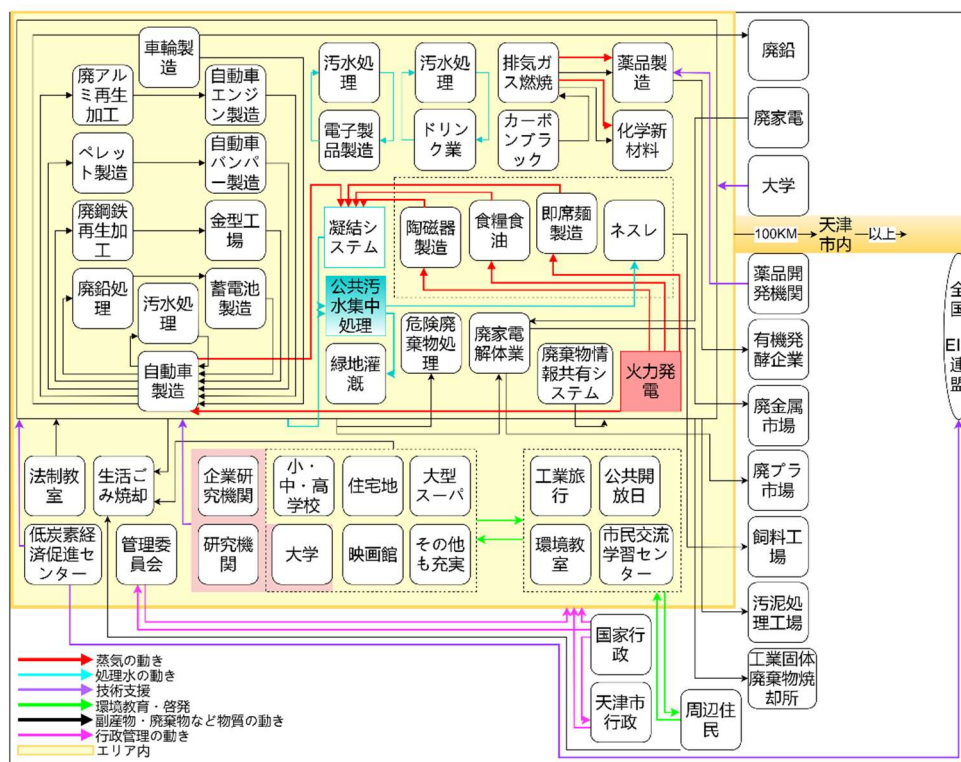 車輪製
造
廃アル
ミ再生
加工
自動車
エンジ
ン製造
ペレッ
ト製造
自動車
バンパ
ー製造
廃鋼鉄
再生加
工
金型工
場
廃鉛処
理
蓄電池
製造
汚水処
理
自動車
製造
汚水処
理
電子製
品製造
汚水処
理
ドリン
ク業
排気ガ
ス燃焼
カーボ
ンブラ
ック
薬品製
造
化学新
材料
凝結シ
ステム
陶磁器
製造
食糧食
油
即席麺
製造
ネスレ
公共汚
水集中
処理
緑地灌
漑
危険廃
棄物処
理
廃家電
解体業
廃棄物情
報共有シ
ステム
火力発
電
法制教
室
生活ご
み焼却
低炭素経
済促進セ
ンター
管理委
員会
企業研
究機関
研究機
関
小・
中・高
学校
住宅地
大型
スーパ
大学
映画館
その他
も充実
工業旅
行
公共開
放日
環境教
室
市民交流
学習セン
ター
廃鉛
廃家電
大学
100KM
天津
市内
以上
薬品開
発機関
有機発
酵企業
廃金属
市場
廃プラ
市場
飼料工
場
汚泥処
理工場
工業固体
廃棄物焼
却所
全
国
EI
連
盟
国家行
政
天津市
行政
周辺住
民
蒸気の動き
処理水の動き
技術支援
環境教育・啓発
副産物・廃棄物など物質の動き
行政管理の動き
エリア内